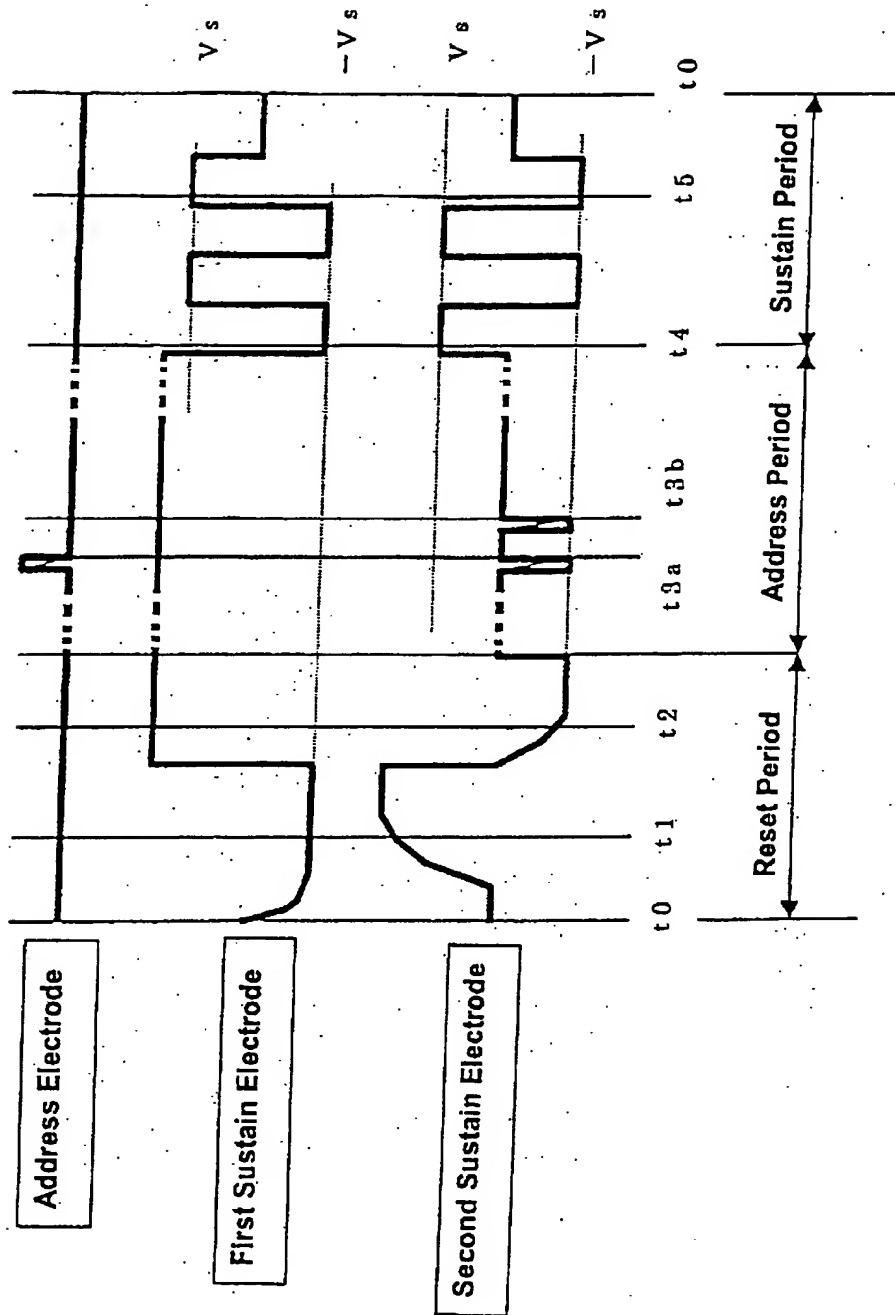 Address Electrode
First Sustain Electrode
Second Sustain Electrode
Vs
−Vs
Vs
−Vs
t0
t1
t2
t3a
t3b
t4
t5
t0
Reset Period
Address Period
Sustain Period